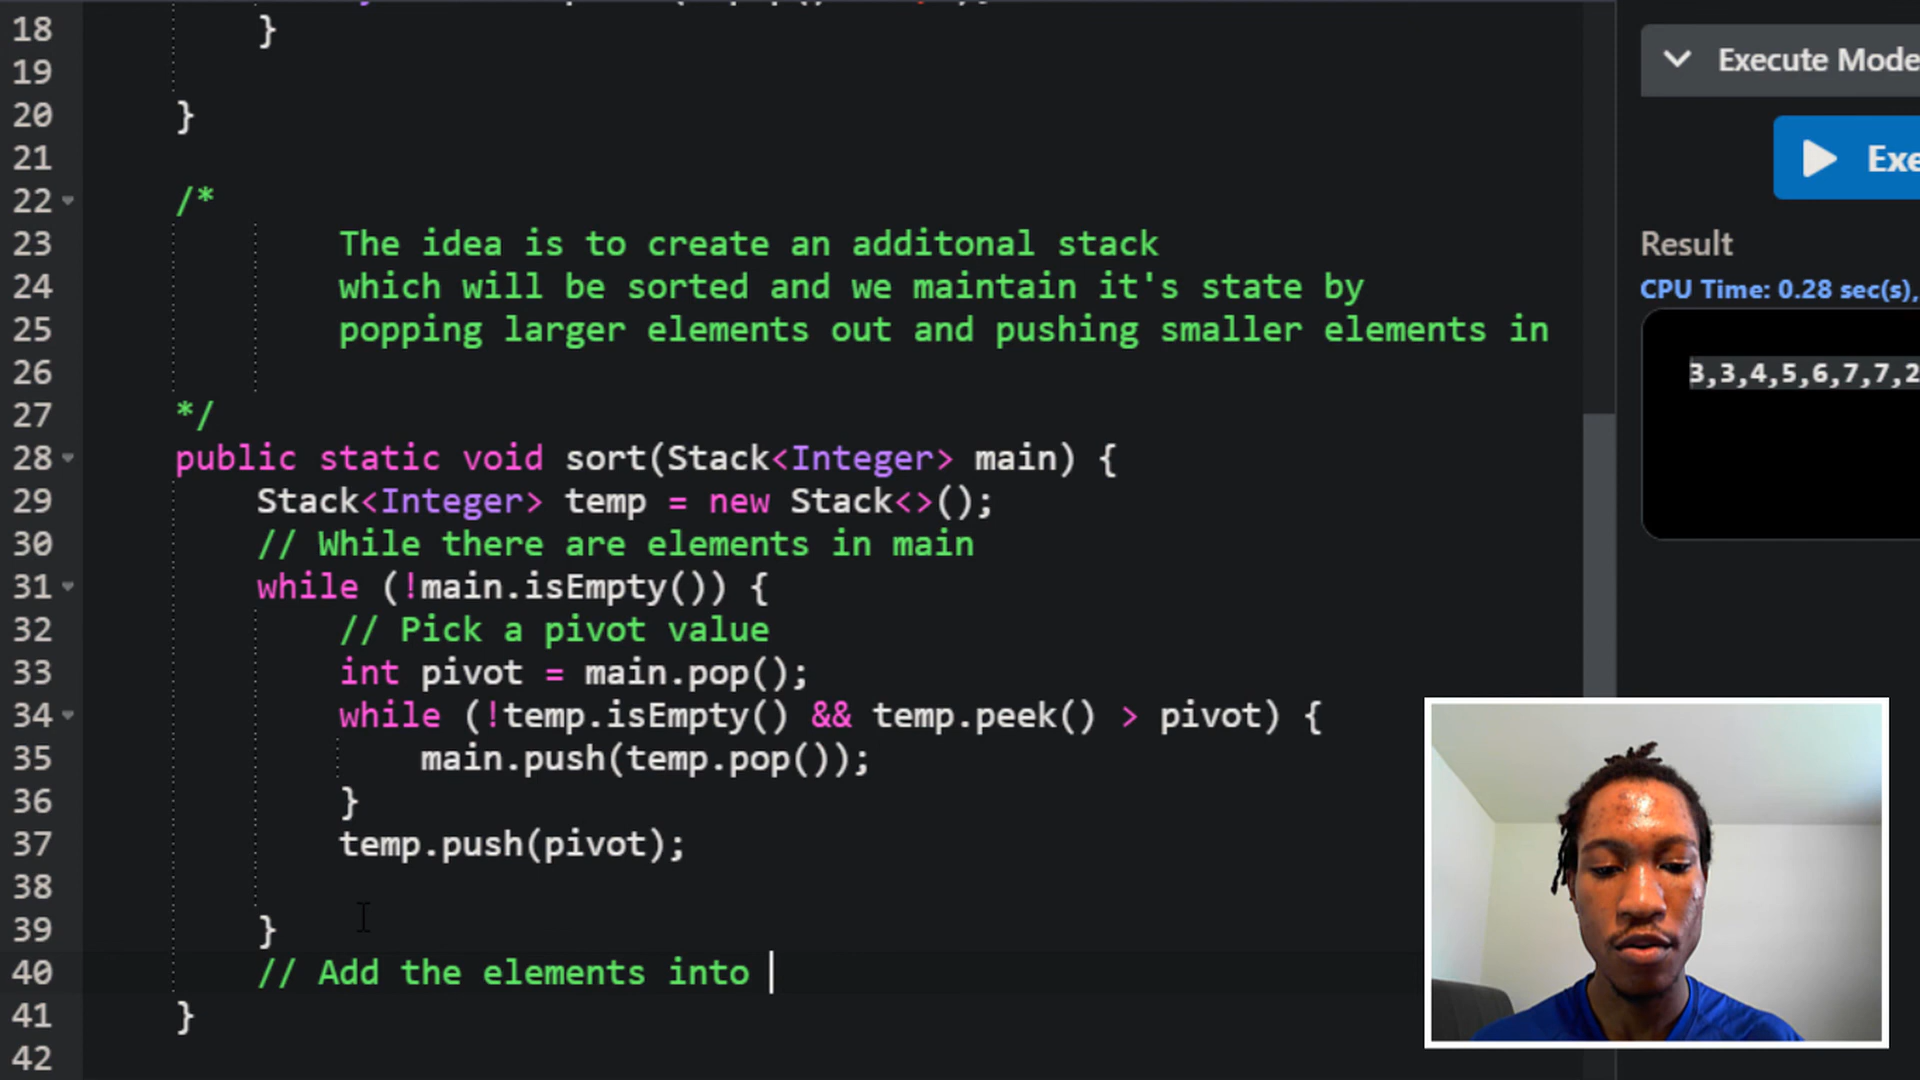 18 }
19
20 }
21
22 /*
23 The idea is to create an additonal stack
24 which will be sorted and we maintain it's state by
25 popping larger elements out and pushing smaller elements in
26
27 */
28 public static void sort(Stack<Integer> main) {
29 Stack<Integer> temp = new Stack<>();
30 // While there are elements in main
31 while (!main.isEmpty()) {
32 // Pick a pivot value
33 int pivot = main.pop();
34 while (!temp.isEmpty() && temp.peek() > pivot) {
35 main.push(temp.pop());
36 }
37 temp.push(pivot);
38
39 }
40 // Add the elements into
41 }
42
Execute Mode
Exe
Result
CPU Time: 0.28 sec(s),
3,3,4,5,6,7,7,2